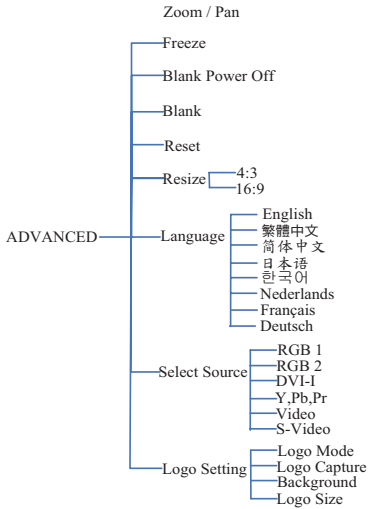 Zoom / Pan
Freeze
Blank Power Off
Blank
Reset
Resize
4:3
16:9
ADVANCED
Language
English
繁體中文
简体中文
日本语
한국어
Nederlands
Français
Deutsch
Select Source
RGB 1
RGB 2
DVI-I
Y,Pb,Pr
Video
S-Video
Logo Setting
Logo Mode
Logo Capture
Background
Logo Size